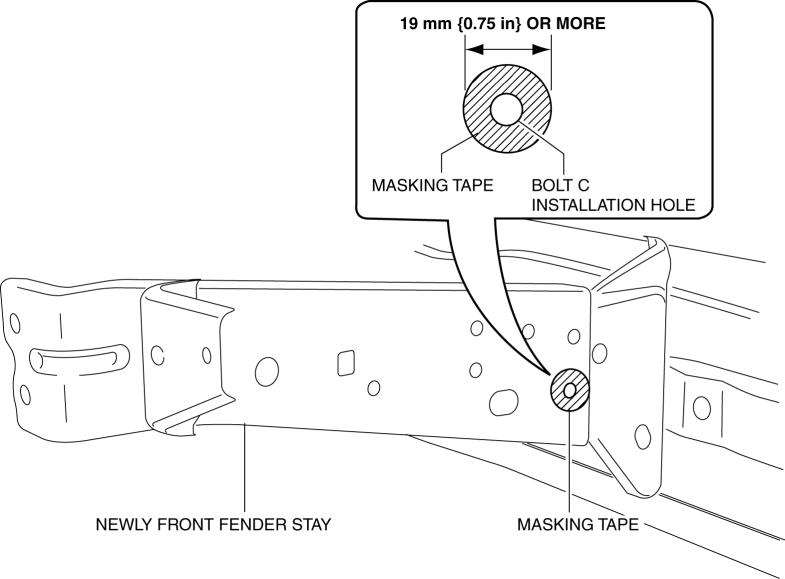 19 mm {0.75 in} OR MORE
MASKING TAPE
BOLT C
INSTALLATION HOLE
NEWLY FRONT FENDER STAY
MASKING TAPE